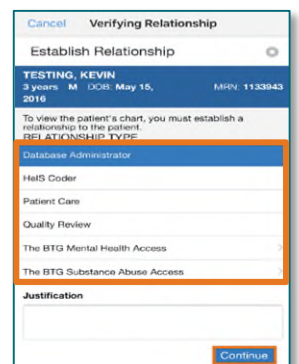 Cancel Verifying Relationship
Establish Relationship
TESTING, KEVIN
3 years M DOB: May 15, MRN: 1133943
2016
To view the patient's chart, you must establish a
relationship to the patient.
RELATIONSHIP TYPE
Database Administrator
HeIS Coder
Patient Care
Quality Review
The BTG Mental Health Access
The BTG Substance Abuse Access
Justification
Continue